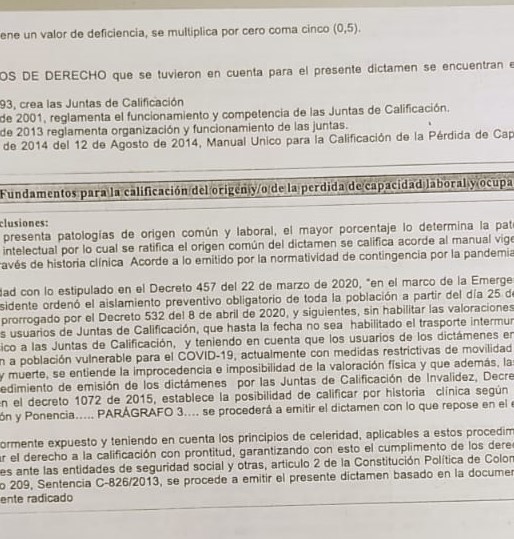 ene un valor de deficiencia, se multiplica por cero coma cinco (0,5).
OS DE DERECHO que se tuvieron en cuenta para el presente dictamen se encuentran e
93, crea las Juntas de Calificación
de 2001, reglamenta el funcionamiento y competencia de las Juntas de Calificación.
de 2013 reglamenta organización y funcionamiento de las juntas.
de 2014 del 12 de Agosto de 2014, Manual Unico para la Calificación de la Pérdida de Cap
Fundamentos para la calificación del origen y/o de la perdida de capacidad laboral y ocupa
clusiones:
presenta patologías de origen común y laboral, el mayor porcentaje lo determina la pat
intelectual por lo cual se ratifica el origen común del dictamen se califica acorde al manual vige
ravés de historia clínica Acorde a lo emitido por la normatividad de contingencia por la pandemia
dad con lo estipulado en el Decreto 457 del 22 de marzo de 2020, "en el marco de la Emerge
sidente ordenó el aislamiento preventivo obligatorio de toda la población a partir del día 25 de
prorrogado por el Decreto 532 del 8 de abril de 2020, y siguientes, sin habilitar las valoraciones
s usuarios de Juntas de Calificación, que hasta la fecha no sea habilitado el trasporte intermur
ico a las Juntas de Calificación, y teniendo en cuenta que los usuarios de los dictámenes en
n a población vulnerable para el COVID-19, actualmente con medidas restrictivas de movilidad
y muerte, se entiende la improcedencia e imposibilidad de la valoración física y que además, la
edimiento de emisión de los dictámenes por las Juntas de Calificación de Invalidez, Decre
en el decreto 1072 de 2015, establece la posibilidad de calificar por historia clínica según
ón y Ponencia..... PARÁGRAFO 3.... se procederá a emitir el dictamen con lo que repose en el e
ormente expuesto y teniendo en cuenta los principios de celeridad, aplicables a estos procedim
ar el derecho a la calificación con prontitud, garantizando con esto el cumplimiento de los dere
es ante las entidades de seguridad social y otras, articulo 2 de la Constitución Política de Colon
o 209, Sentencia C-826/2013, se procede a emitir el presente dictamen basado en la documen
ente radicado